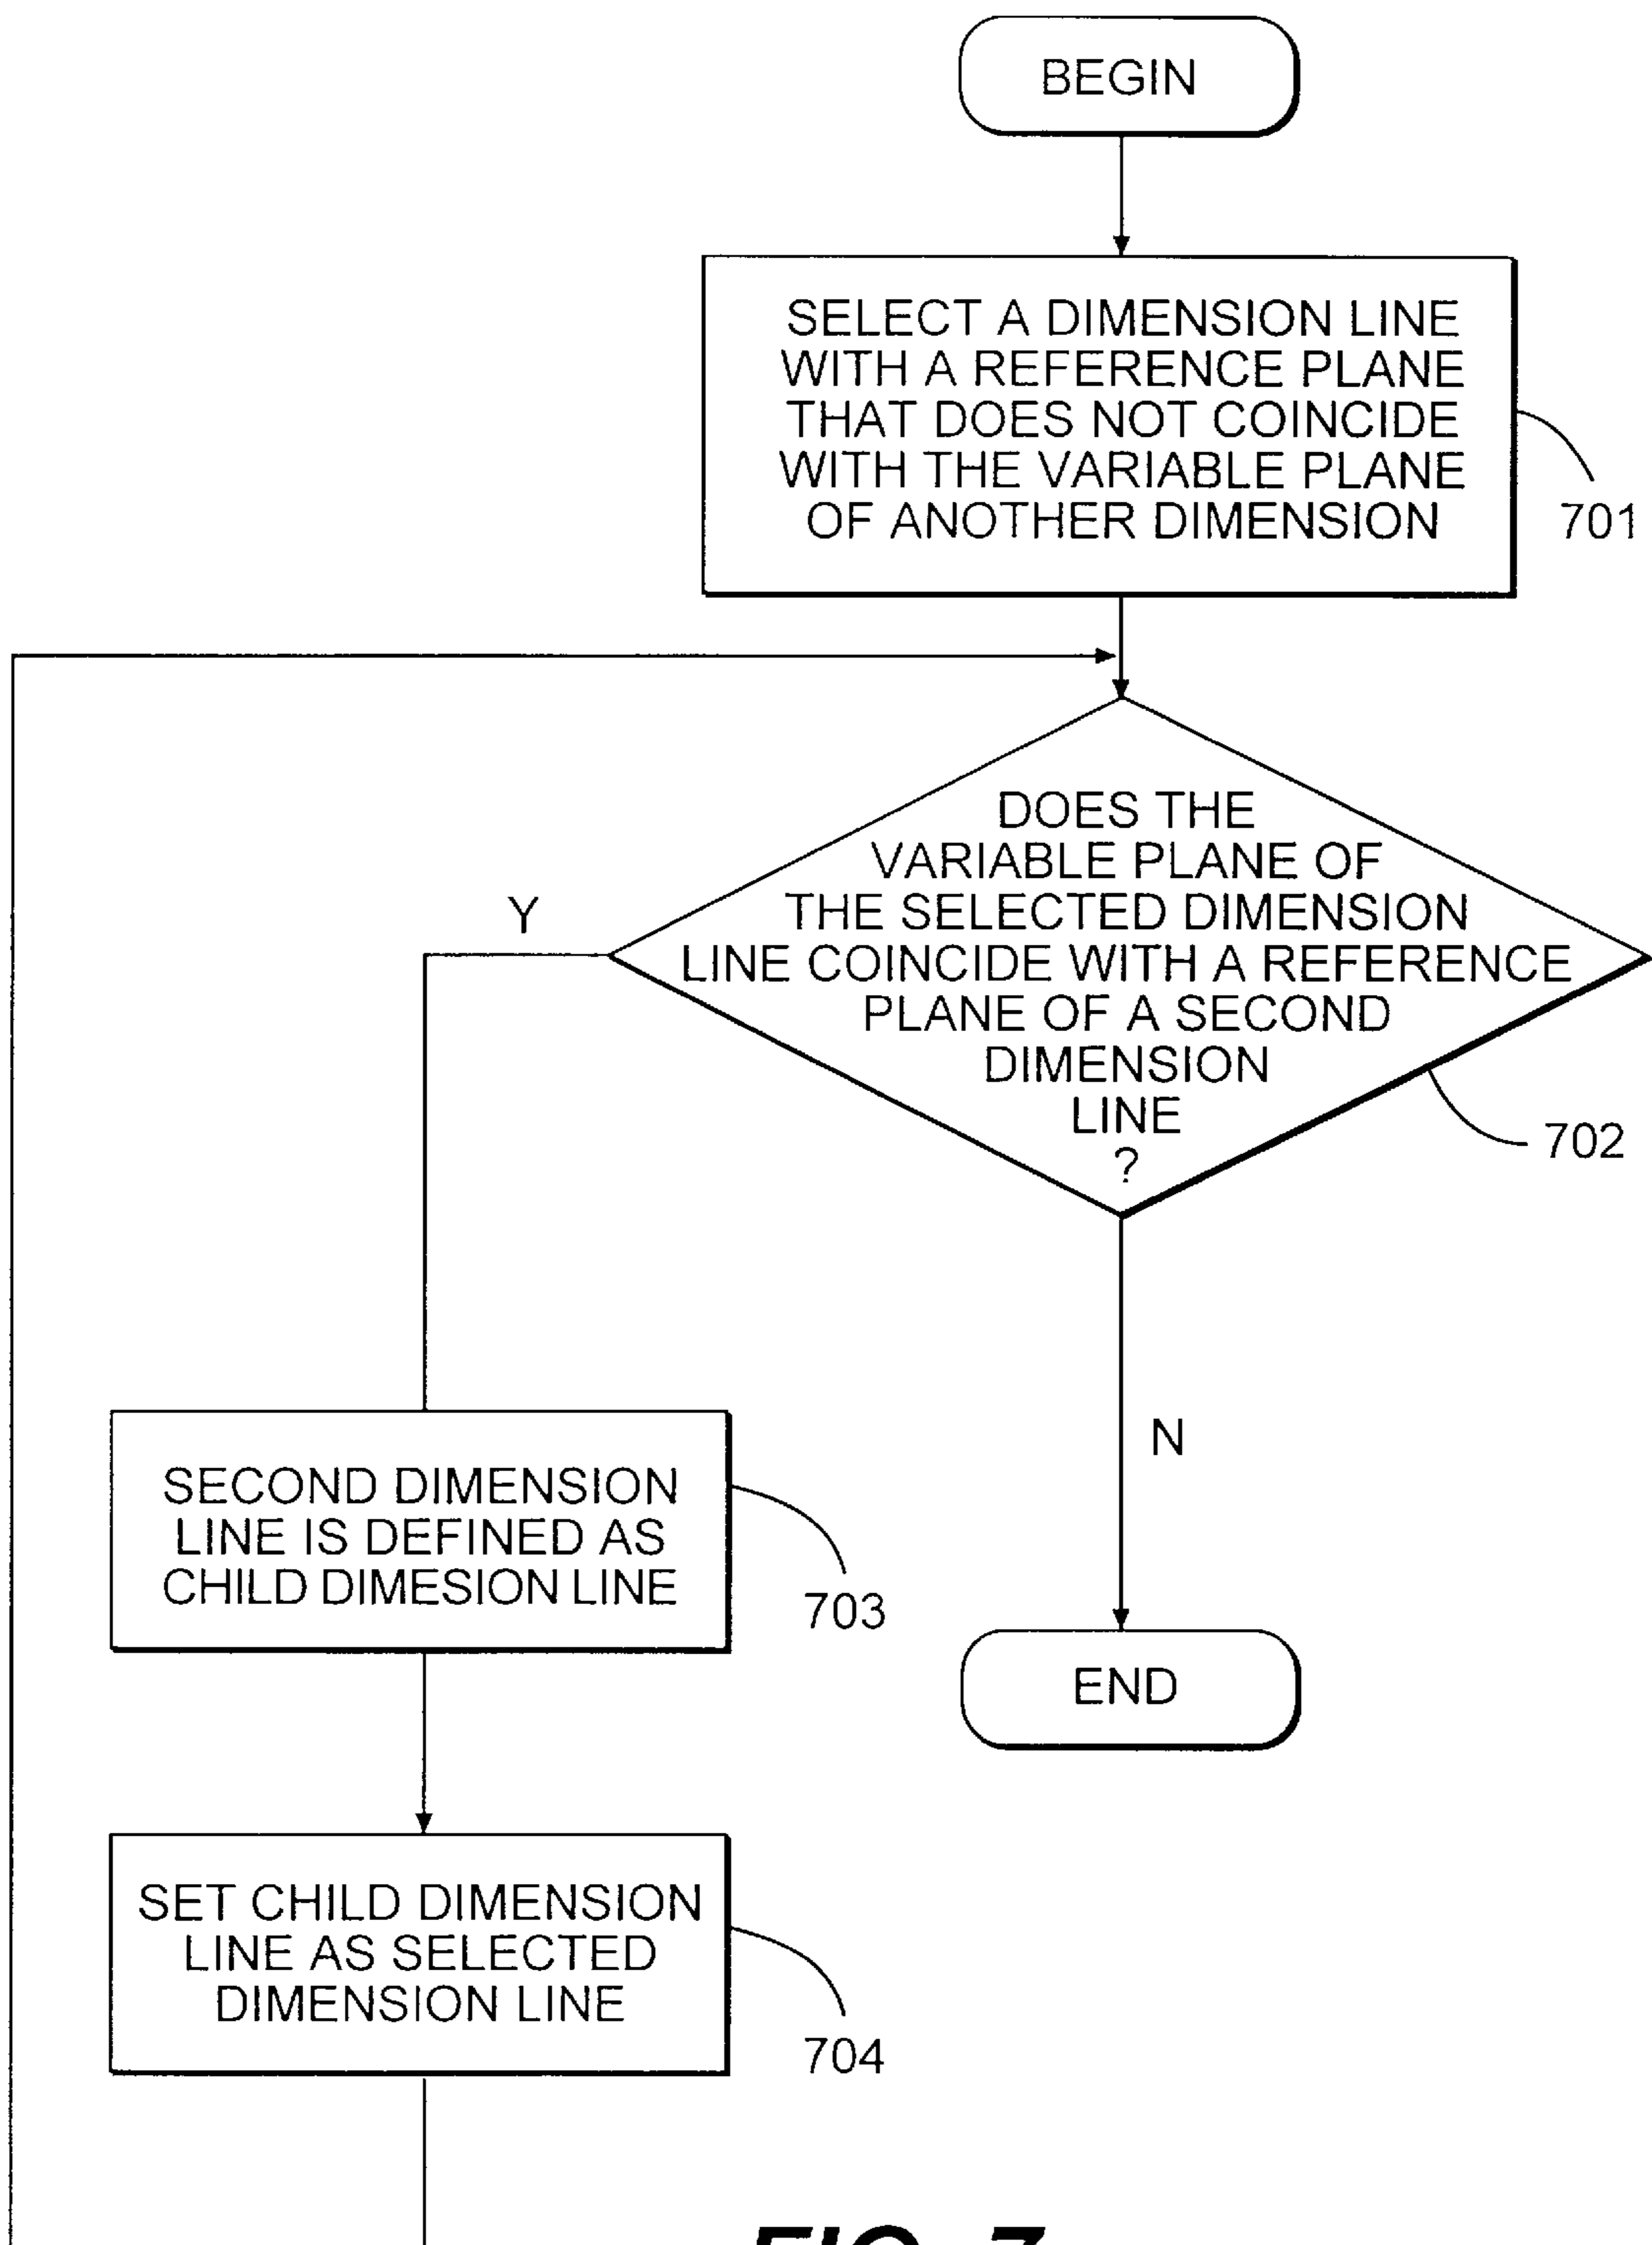 BEGIN
SELECT A DIMENSION LINE
WITH A REFERENCE PLANE
THAT DOES NOT COINCIDE
WITH THE VARIABLE PLANE
OF ANOTHER DIMENSION
701
DOES THE
VARIABLE PLANE OF
THE SELECTED DIMENSION
LINE COINCIDE WITH A REFERENCE
PLANE OF A SECOND
DIMENSION
LINE
?
702
Y
N
SECOND DIMENSION
LINE IS DEFINED AS
CHILD DIMESION LINE
703
END
SET CHILD DIMENSION
LINE AS SELECTED
DIMENSION LINE
704
FIG. 7